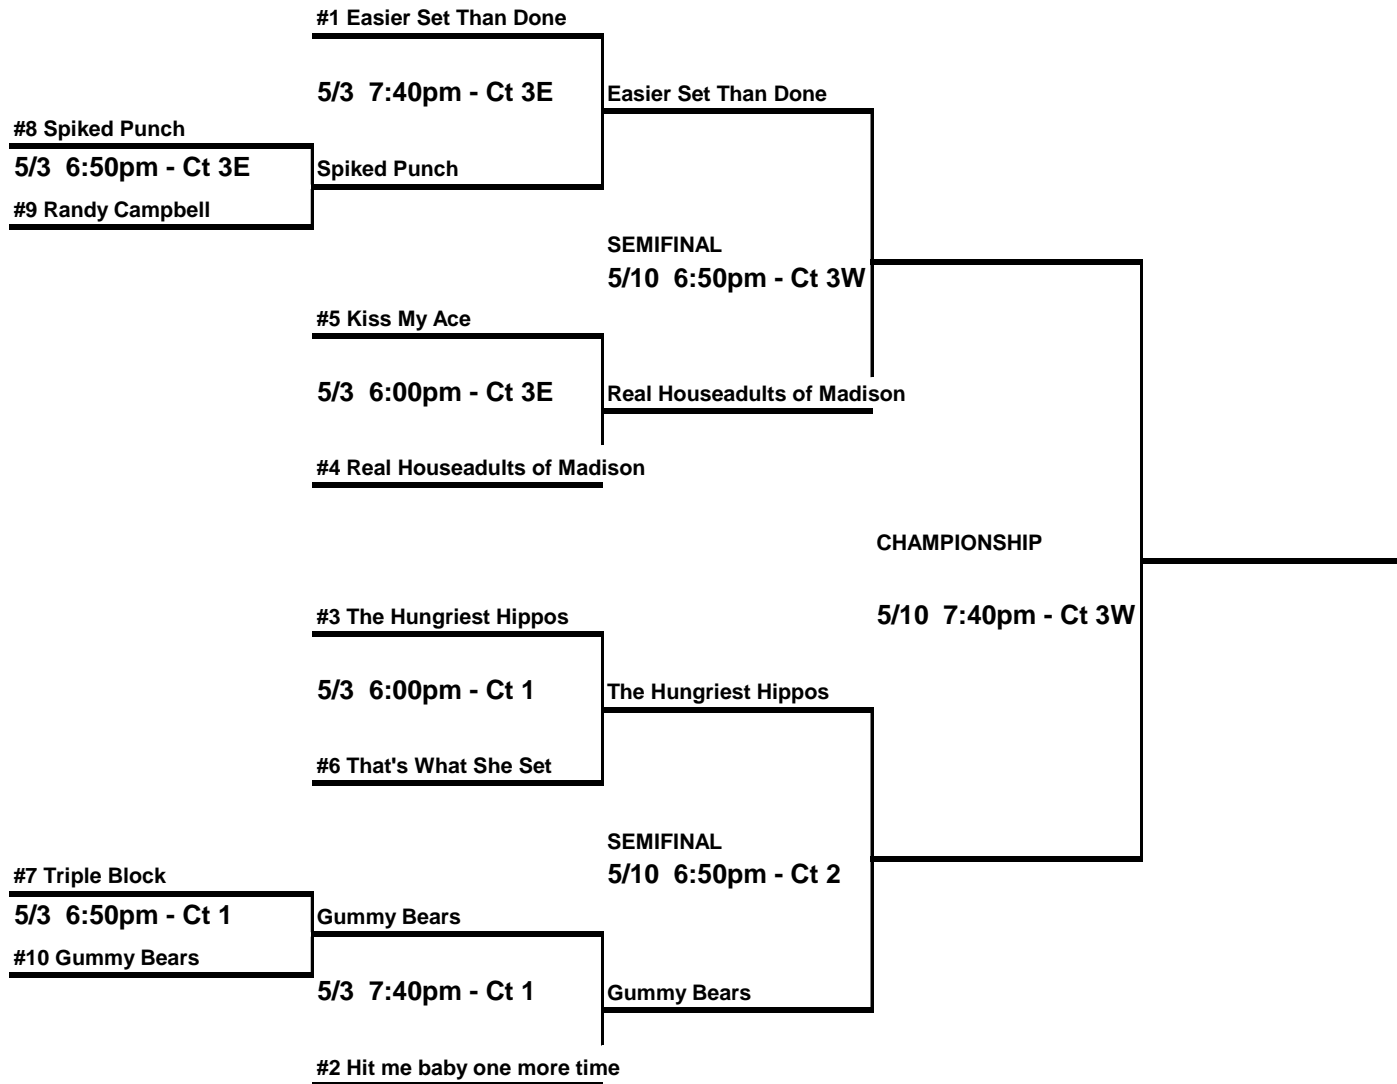 #1 Easier Set Than Done
5/3 7:40pm - Ct 3E
Easier Set Than Done
#8 Spiked Punch
5/3 6:50pm - Ct 3E
Spiked Punch
#9 Randy Campbell
SEMIFINAL
5/10 6:50pm - Ct 3W
#5 Kiss My Ace
5/3 6:00pm - Ct 3E
Real Houseadults of Madison
#4 Real Houseadults of Madison
CHAMPIONSHIP
5/10 7:40pm - Ct 3W
#3 The Hungriest Hippos
5/3 6:00pm - Ct 1
The Hungriest Hippos
#6 That's What She Set
SEMIFINAL
5/10 6:50pm - Ct 2
#7 Triple Block
5/3 6:50pm - Ct 1
Gummy Bears
#10 Gummy Bears
5/3 7:40pm - Ct 1
Gummy Bears
#2 Hit me baby one more time